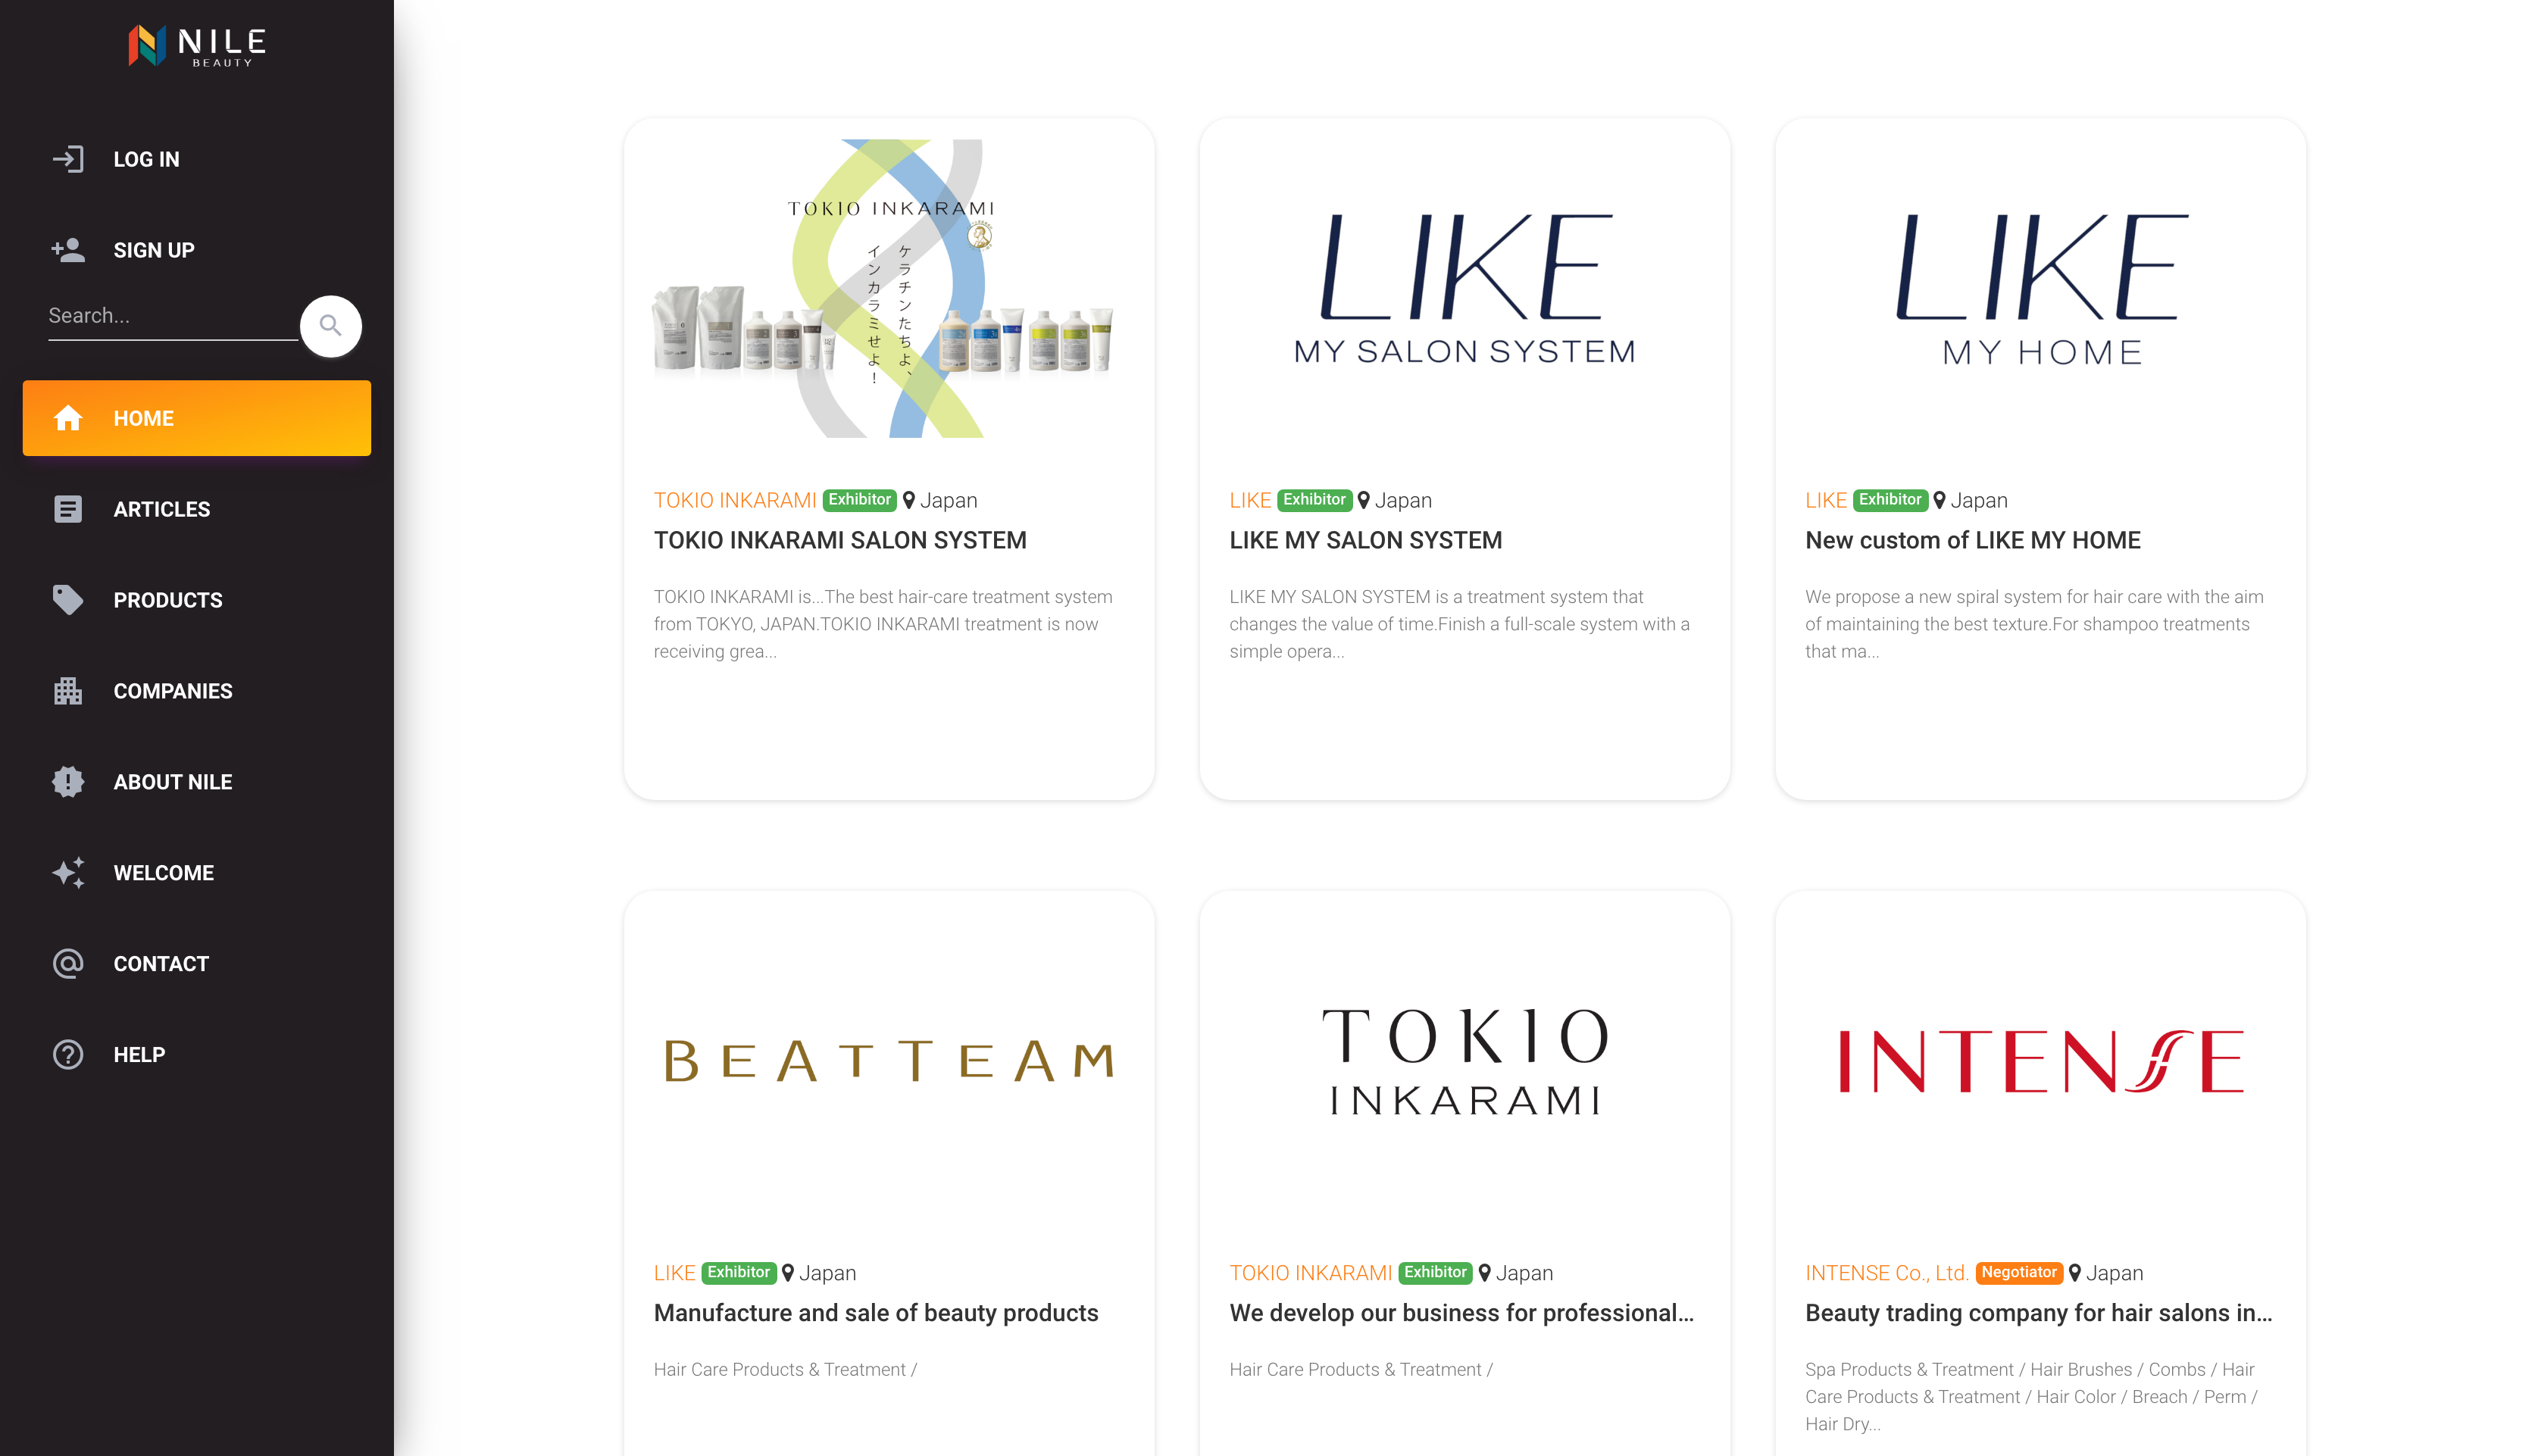 NILE
BEAUTY
LOG IN
SIGN UP
Search...
HOME
ARTICLES
PRODUCTS
COMPANIES
ABOUT NILE
WELCOME
CONTACT
HELP
TOKIO INKARAMI
ケラチンたちよ、
インカラミせよ！
TOKIO INKARAMI Exhibitor Japan
TOKIO INKARAMI SALON SYSTEM
TOKIO INKARAMI is...The best hair-care treatment system
from TOKYO, JAPAN.TOKIO INKARAMI treatment is now
receiving grea...
LIKE
MY SALON SYSTEM
LIKE Exhibitor Japan
LIKE MY SALON SYSTEM
LIKE MY SALON SYSTEM is a treatment system that
changes the value of time.Finish a full-scale system with a
simple opera...
LIKE
MY HOME
LIKE Exhibitor Japan
New custom of LIKE MY HOME
We propose a new spiral system for hair care with the aim
of maintaining the best texture.For shampoo treatments
that ma...
BEATTEAM
LIKE Exhibitor Japan
Manufacture and sale of beauty products
Hair Care Products & Treatment /
TOKIO
INKARAMI
TOKIO INKARAMI Exhibitor Japan
We develop our business for professional...
Hair Care Products & Treatment /
INTENSE
INTENSE Co., Ltd. Negotiator Japan
Beauty trading company for hair salons in...
Spa Products & Treatment / Hair Brushes / Combs / Hair
Care Products & Treatment / Hair Color / Breach / Perm /
Hair Dry...